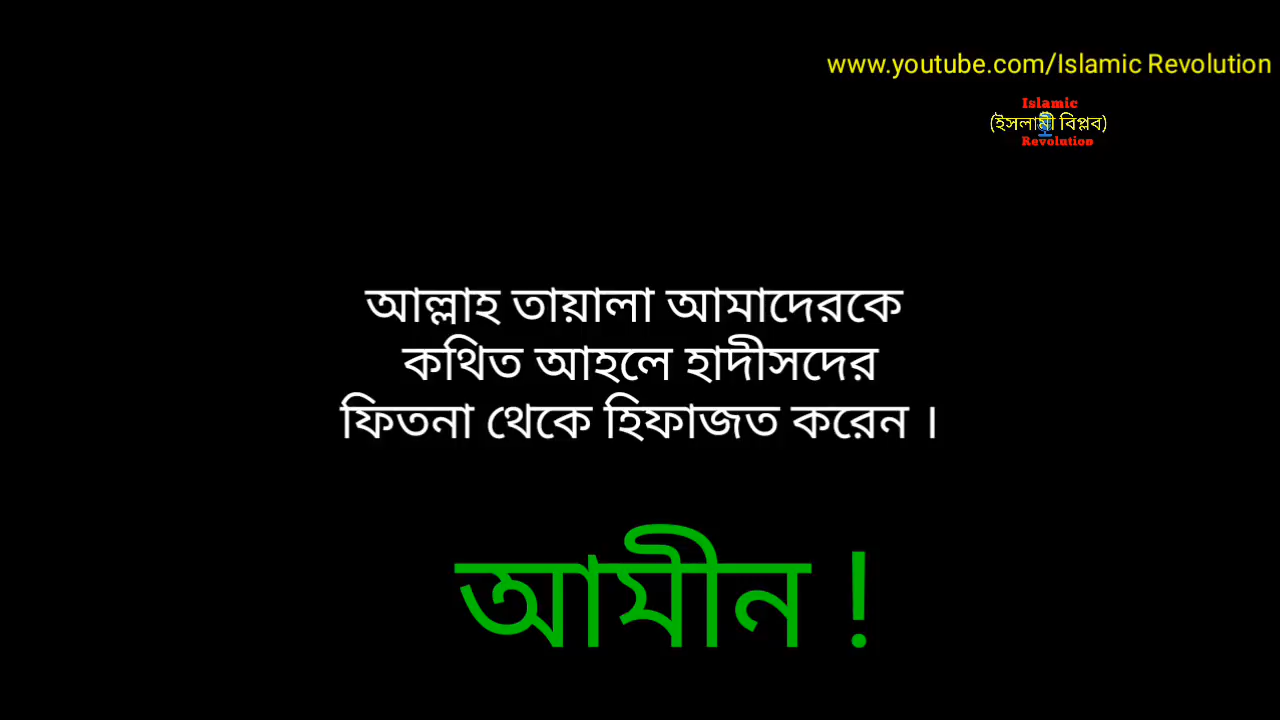 www.youtube.com/Islamic Revolution
Islamic
(ইসলামী বিপ্লব)
Revolution
আল্লাহ তায়ালা আমাদেরকে
কথিত আহলে হাদীসদের
ফিতনা থেকে হিফাজত করেন ।
আমীন !